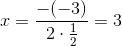 x = \frac{-(-3)}{2 \cdot \frac{1}{2}} = 3